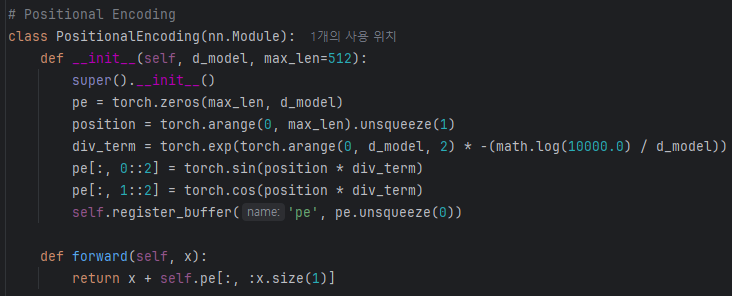 # Positional Encoding
class PositionalEncoding(nn.Module): 1개의 사용 위치
    def __init__(self, d_model, max_len=512):
        super().__init__()
        pe = torch.zeros(max_len, d_model)
        position = torch.arange(0, max_len).unsqueeze(1)
        div_term = torch.exp(torch.arange(0, d_model, 2) * -(math.log(10000.0) / d_model))
        pe[:, 0::2] = torch.sin(position * div_term)
        pe[:, 1::2] = torch.cos(position * div_term)
        self.register_buffer( name: 'pe', pe.unsqueeze(0))

    def forward(self, x):
        return x + self.pe[:, :x.size(1)]